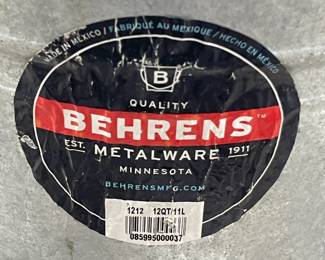 MADE IN MEXICO / FABRIQUÉ AU MEXIQUE / HECHO EN MÉXICO
B
QUALITY
BEHRENS™
EST. METALWARE 1911
MINNESOTA
BEHRENSMFG.COM
1212 12QT/11L
085995000037